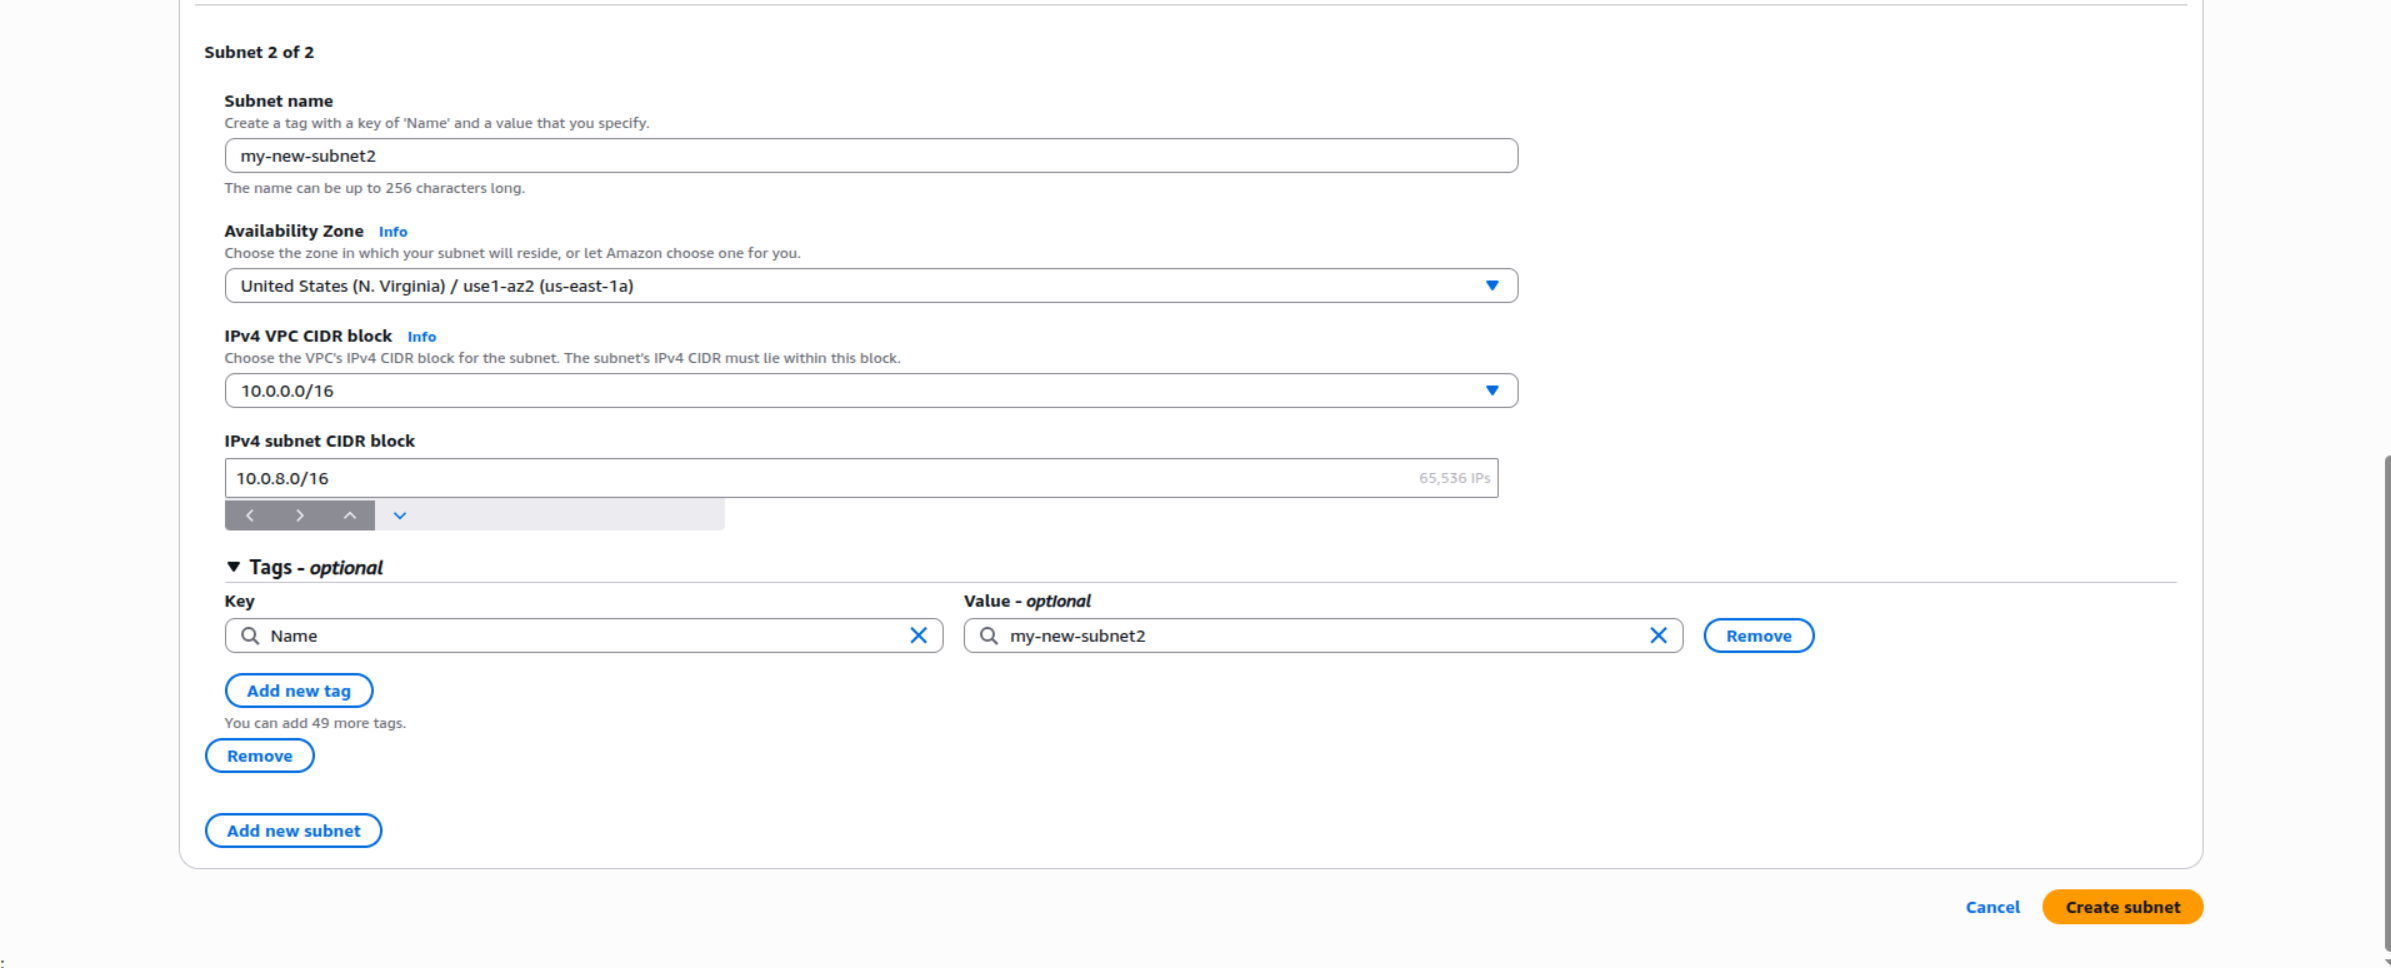 Subnet 2 of 2
Subnet name
Create a tag with a key of 'Name' and a value that you specify.
my-new-subnet2
The name can be up to 256 characters long.
Availability Zone Info
Choose the zone in which your subnet will reside, or let Amazon choose one for you.
United States (N. Virginia) / use1-az2 (us-east-1a)
IPv4 VPC CIDR block Info
Choose the VPC's IPv4 CIDR block for the subnet. The subnet's IPv4 CIDR must lie within this block.
10.0.0.0/16
IPv4 subnet CIDR block
10.0.8.0/16 65,536 IPs
Tags - optional
Key Value - optional
Name my-new-subnet2 Remove
Add new tag
You can add 49 more tags.
Remove
Add new subnet
Cancel Create subnet